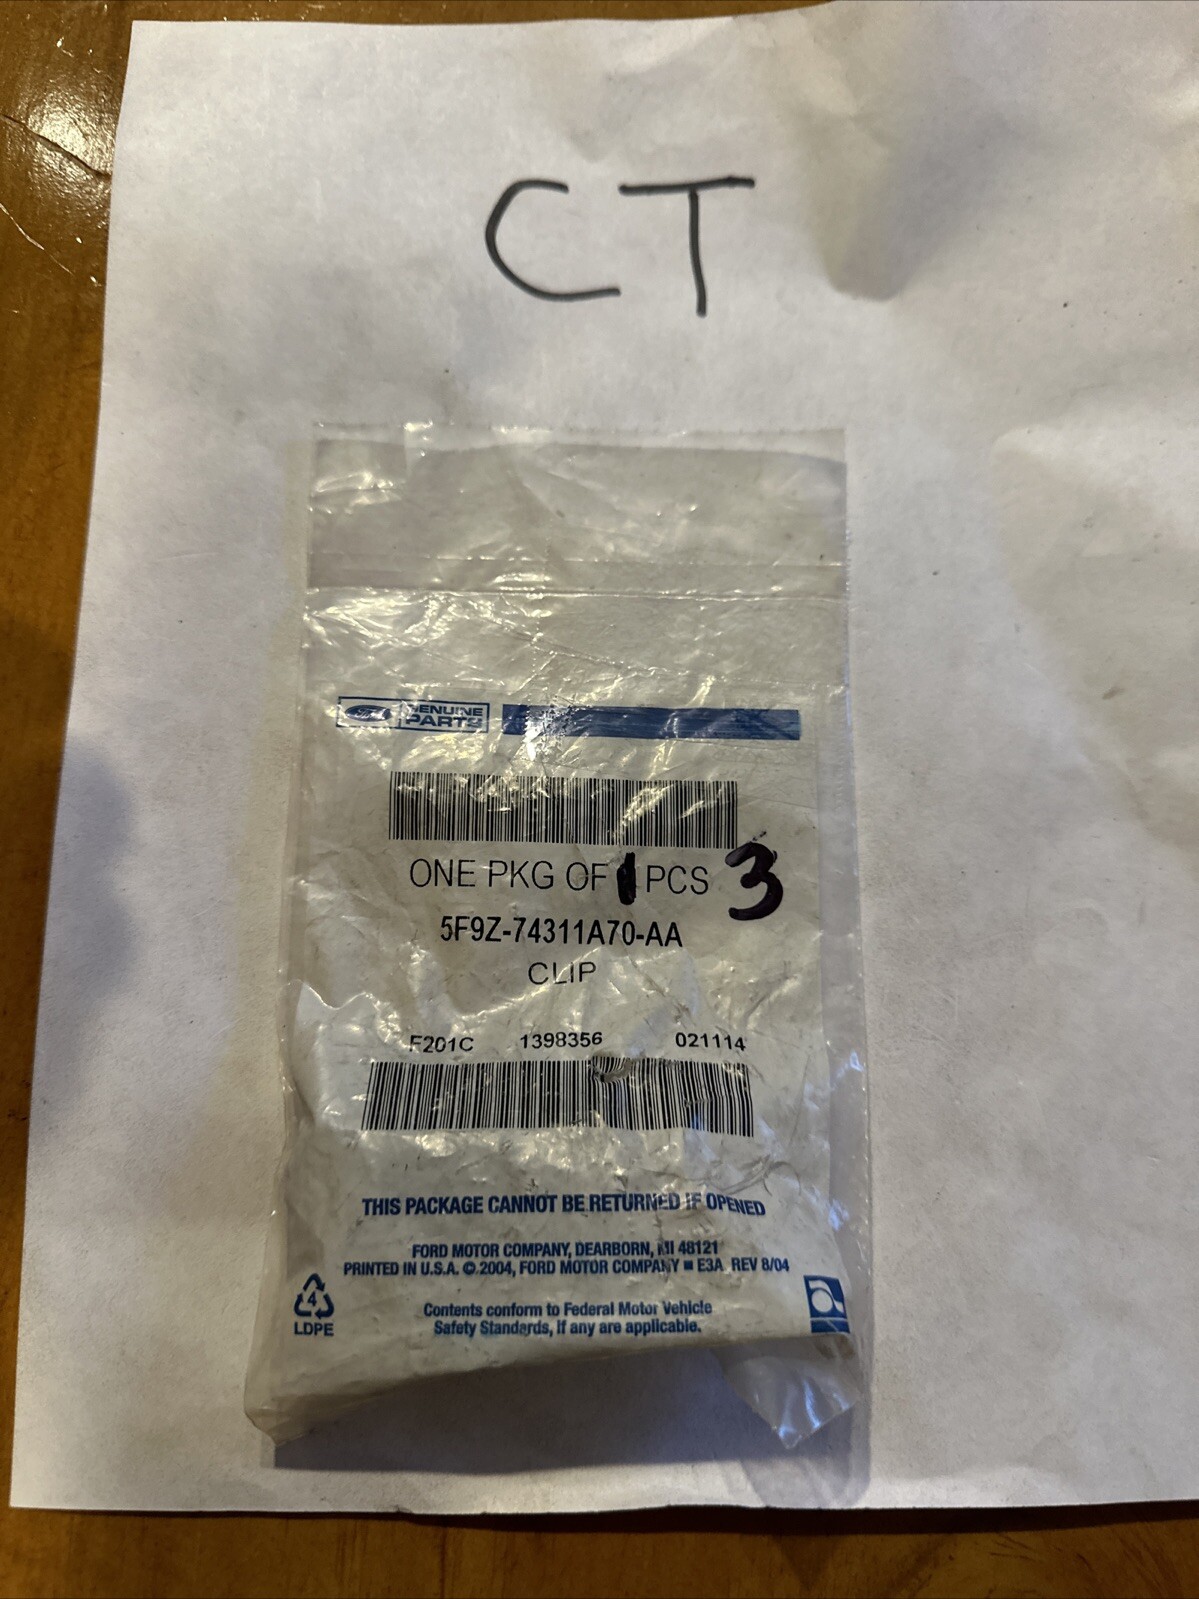 CT
Ford GENUINE
PARTS
ONE PKG OF PCS 3
5F9Z-74311A70-AA
CLIP
F201C 1398356 021114
THIS PACKAGE CANNOT BE RETURNED IF OPENED
FORD MOTOR COMPANY, DEARBORN, MI 48121
PRINTED IN U.S.A. © 2004, FORD MOTOR COMPANY ■ E3A REV 8/04
4
LDPE
Contents conform to Federal Motor Vehicle
Safety Standards, if any are applicable.